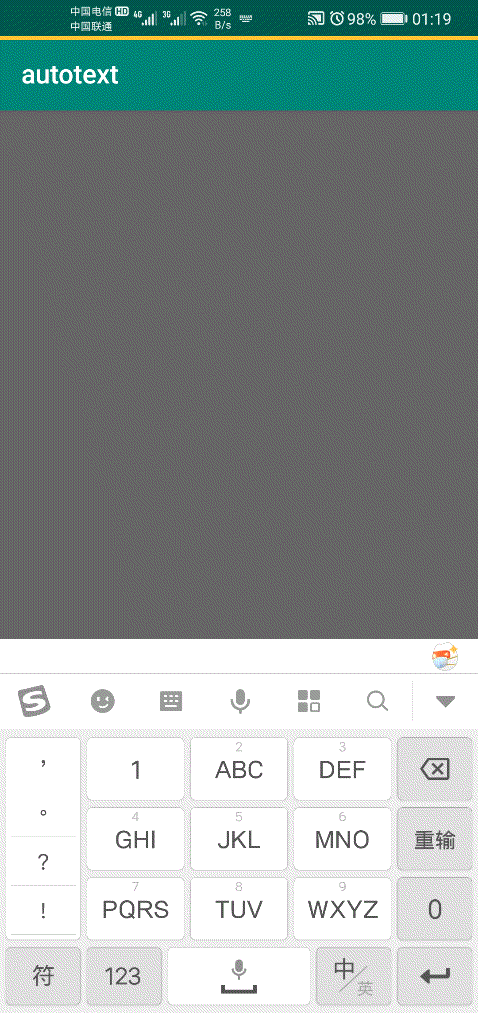 中国电信 HD 4G 3G 258 B/s 98% 01:19
中国联通
autotext
S
, 1 2 ABC 3 DEF
。 4 GHI 5 JKL 6 MNO 重输
? 7 PQRS 8 TUV 9 WXYZ 0
!
符 123 中/英